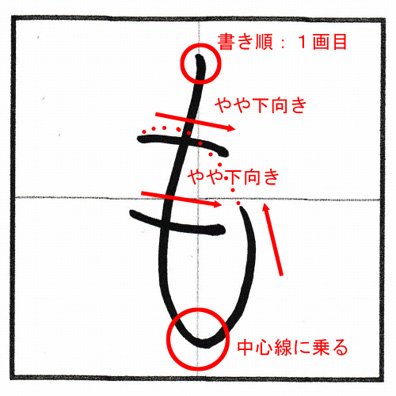 書き順：１画目
やや下向き
やや下向き
も
中心線に乗る